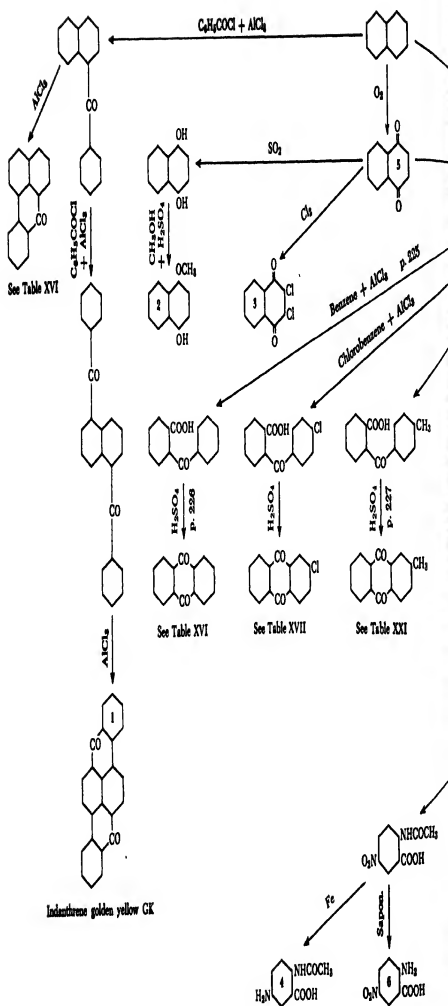 C₆H₅COCl + AlCl₃
AlCl₃
CO
O₂
O
5
O
SO₂
OH
OH
Cl₂
CO
See Table XVI
C₆H₅COCl
+ AlCl₃
CH₃OH
+ H₂SO₄
OCH₃
2
OH
O
3
Cl
Cl
O
Benzene + AlCl₃ p. 225
Chlorobenzene + AlCl₃
CO
COOH
CO
COOH
Cl
CO
COOH
CH₃
CO
H₂SO₄
p. 226
H₂SO₄
H₂SO₄
p. 227
CO
CO
CO
CO
Cl
CO
CO
CH₃
CO
See Table XVI
See Table XVII
See Table XXI
AlCl₃
1
CO
CO
Indanthrene golden yellow GK
NHCOCH₃
O₂N
COOH
Fe
Sapon.
4
NHCOCH₃
H₂N
COOH
6
NH₂
O₂N
COOH